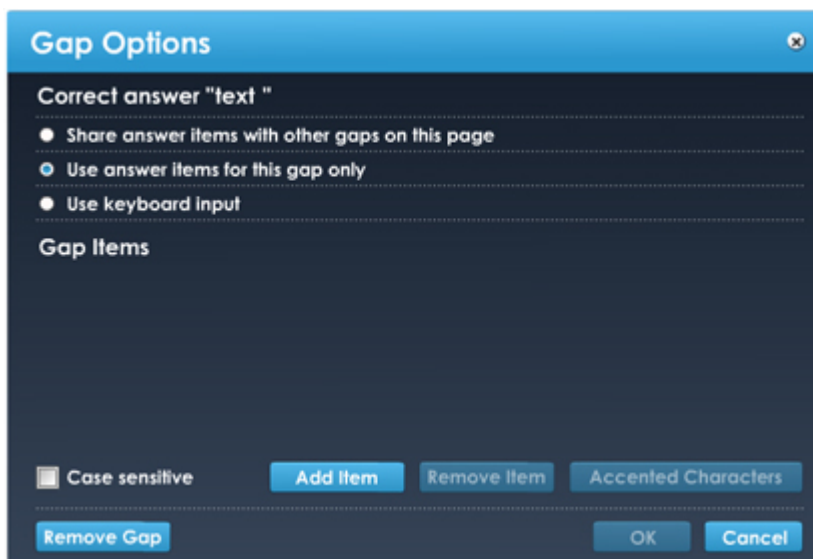 Gap Options
Correct answer "text "
Share answer items with other gaps on this page
Use answer items for this gap only
Use keyboard input
Gap Items
Case sensitive
Add Item
Remove Item
Accented Characters
Remove Gap
OK
Cancel